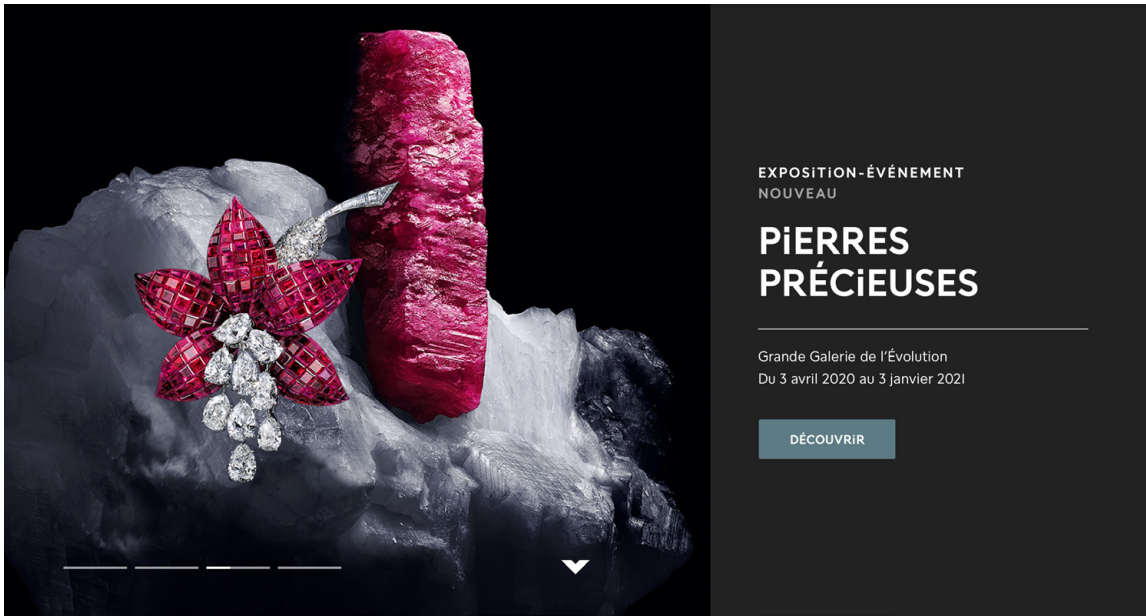 EXPOSiTiON-ÉVÉNEMENT
NOUVEAU
PiERRES
PRÉCiEUSES
Grande Galerie de l'Évolution
Du 3 avril 2020 au 3 janvier 2021
DÉCOUVRiR